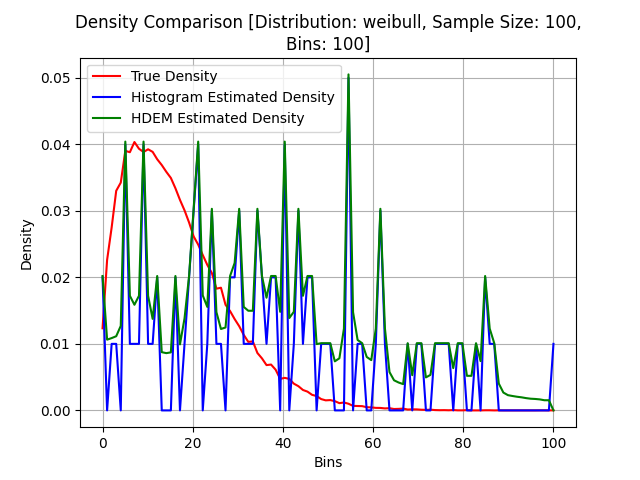 Density Comparison [Distribution: weibull, Sample Size: 100,
Bins: 100]
True Density
Histogram Estimated Density
HDEM Estimated Density
Density
0.05
0.04
0.03
0.02
0.01
0.00
0 20 40 60 80 100
Bins